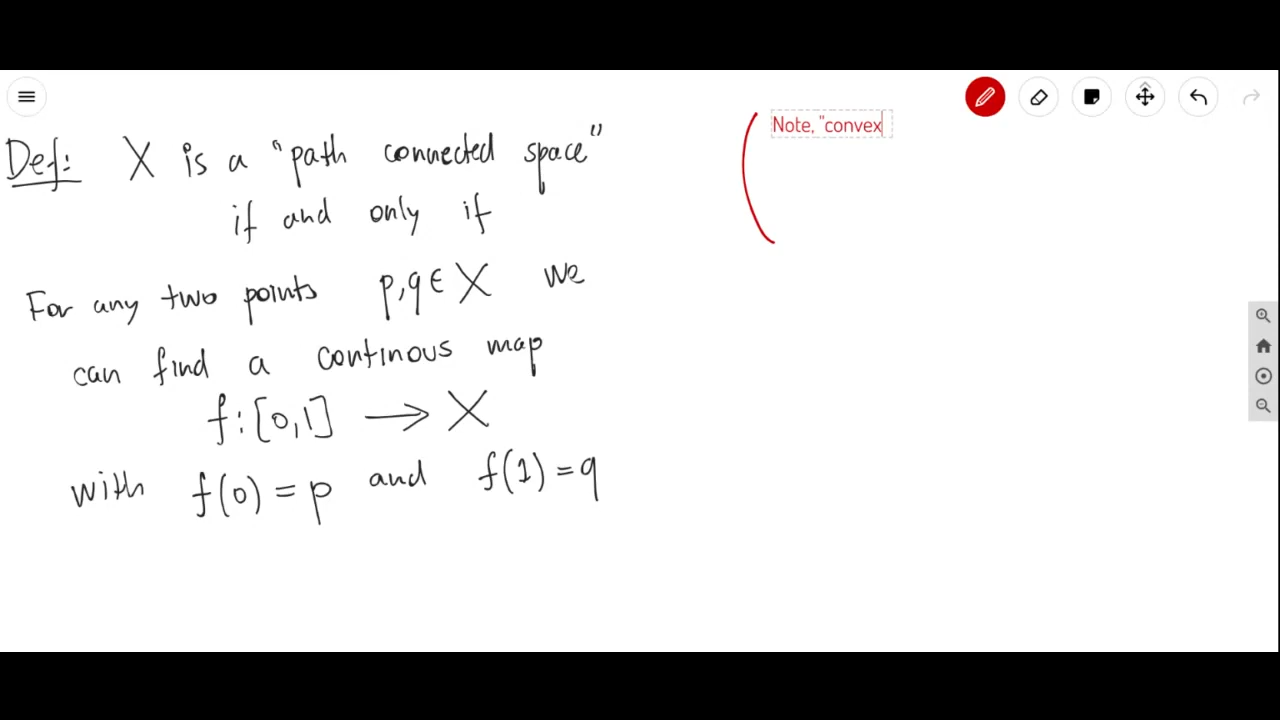 Def: X is a "path connected space"
if and only if
For any two points p,q ∈ X we
can find a continous map
f: [0,1] ⟶ X
with f(0) = p and f(1) = q
Note, "convex